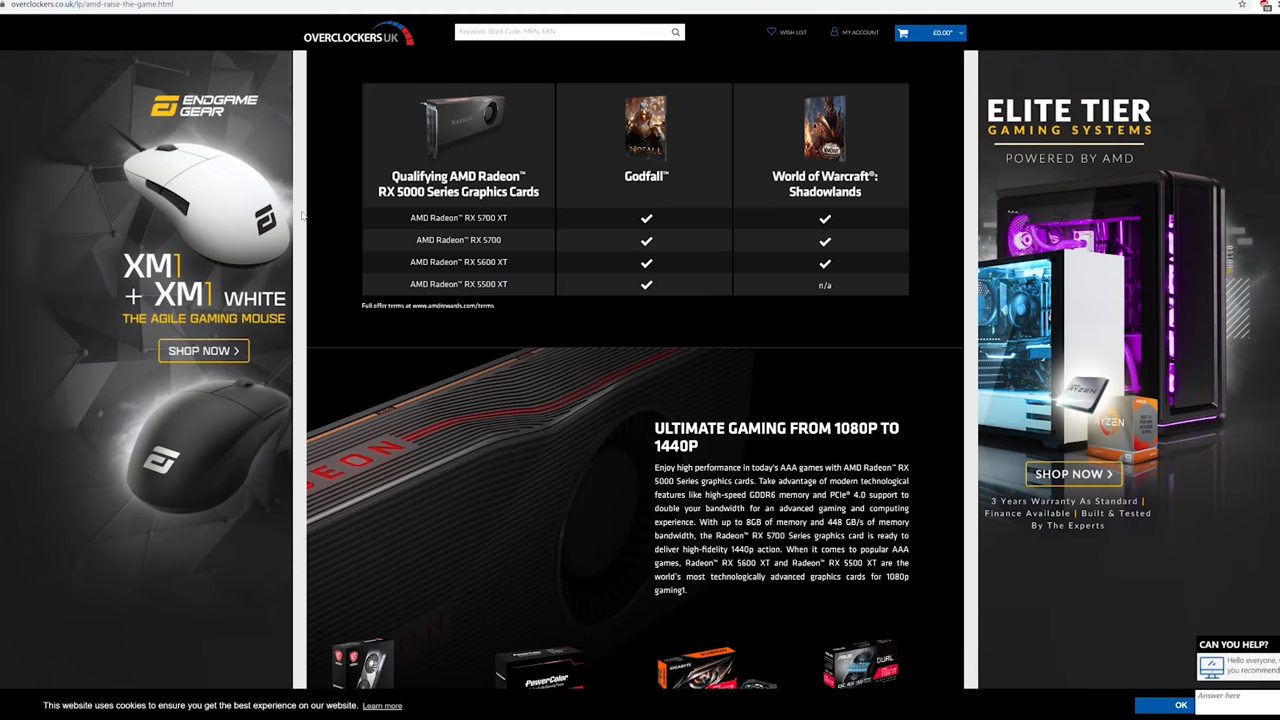 overclockers.co.uk/lp/amd-raise-the-game.html
OVERCLOCKERS UK
Keyword, Stock Code, MPN, EAN
WISH LIST
MY ACCOUNT
£0.00*
ENDGAME
GEAR
XM1
+ XM1 WHITE
THE AGILE GAMING MOUSE
SHOP NOW >
Qualifying AMD Radeon™
RX 5000 Series Graphics Cards
Godfall™
World of Warcraft®:
Shadowlands
AMD Radeon™ RX 5700 XT
AMD Radeon™ RX 5700
AMD Radeon™ RX 5600 XT
AMD Radeon™ RX 5500 XT
n/a
Full offer terms at www.amdrewards.com/terms
ULTIMATE GAMING FROM 1080P TO
1440P
Enjoy high performance in today's AAA games with AMD Radeon™ RX
5000 Series graphics cards. Take advantage of modern technological
features like high-speed GDDR6 memory and PCIe® 4.0 support to
double your bandwidth for an advanced gaming and computing
experience. With up to 8GB of memory and 448 GB/s of memory
bandwidth, the Radeon™ RX 5700 Series graphics card is ready to
deliver high-fidelity 1440p action. When it comes to popular AAA
games, Radeon™ RX 5600 XT and Radeon™ RX 5500 XT are the
world's most technologically advanced graphics cards for 1080p
gaming1.
DEON
PowerColor
GIGABYTE
DUAL
ELITE TIER
GAMING SYSTEMS
POWERED BY AMD
RYZEN
SHOP NOW >
3 Years Warranty As Standard |
Finance Available | Built & Tested
By The Experts
CAN YOU HELP?
Hello everyone,
you recommend
Answer here
This website uses cookies to ensure you get the best experience on our website. Learn more
OK